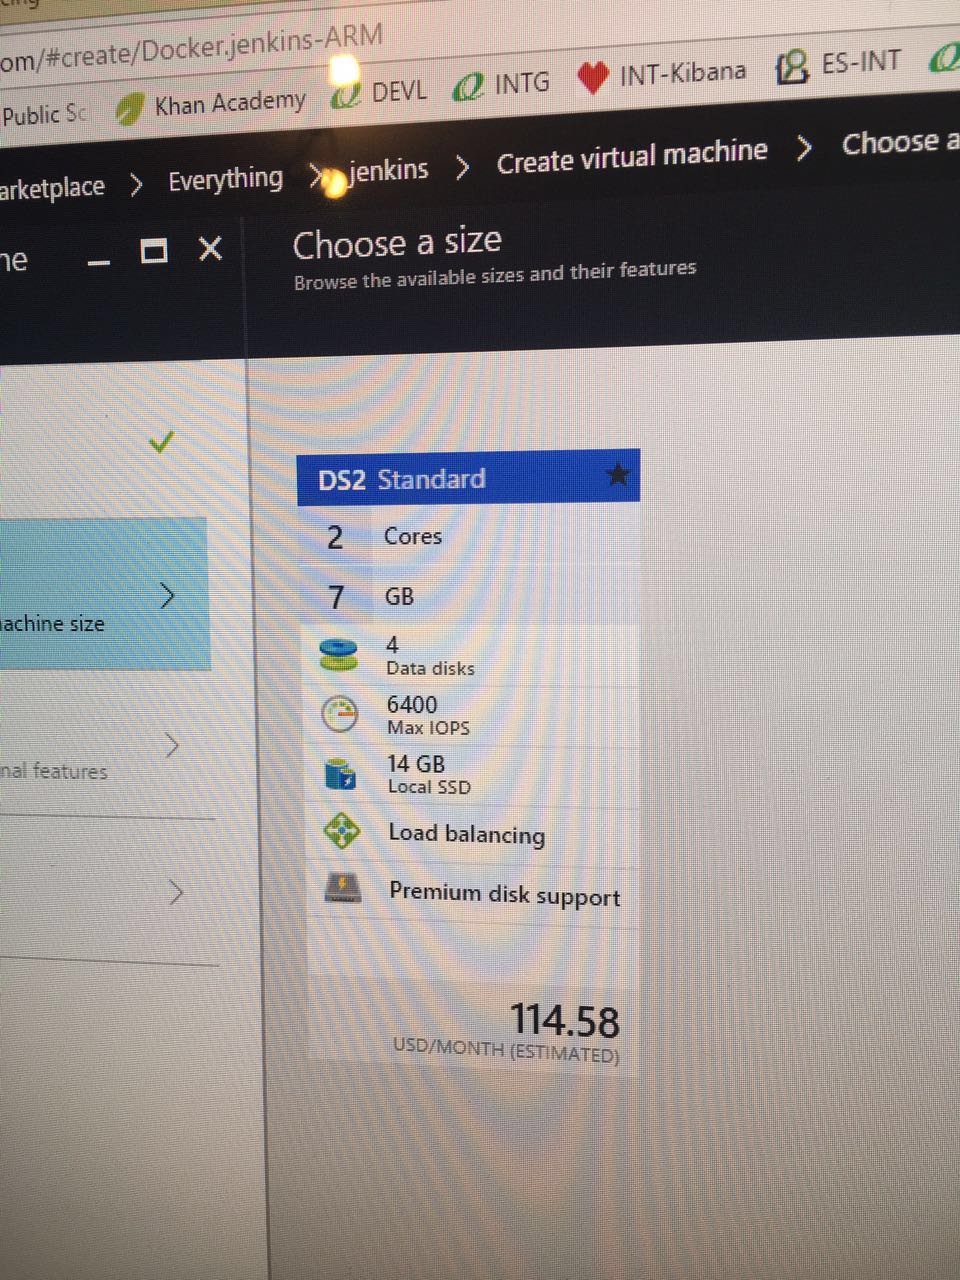 om/#create/Docker.jenkins-ARM
Public Sc Khan Academy DEVL INTG INT-Kibana ES-INT
arketplace Everything jenkins Create virtual machine Choose a
ne
Choose a size
Browse the available sizes and their features
DS2 Standard
2 Cores
7 GB
4
Data disks
achine size
6400
Max IOPS
nal features
14 GB
Local SSD
Load balancing
Premium disk support
114.58
USD/MONTH (ESTIMATED)